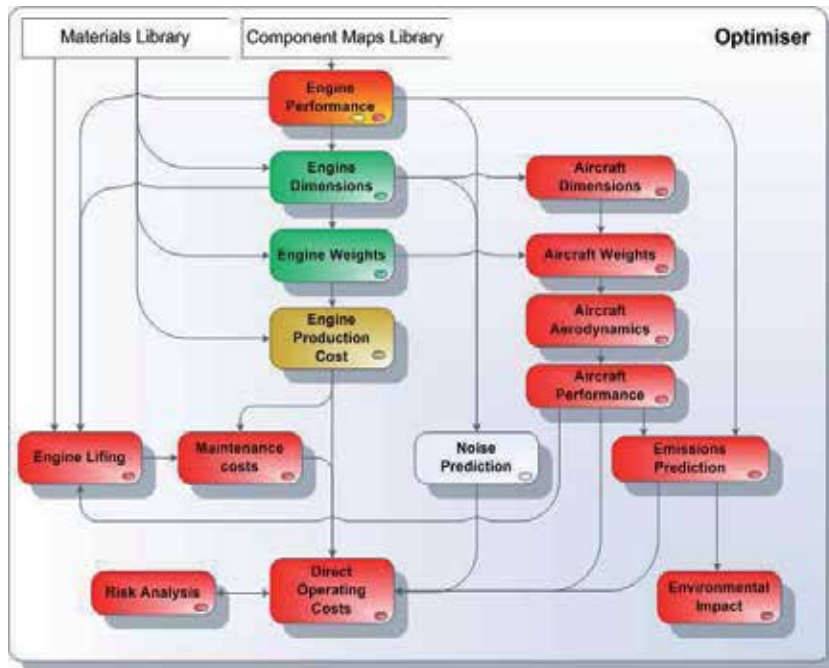 Materials Library
Component Maps Library
Optimiser
Engine
Performance
Engine
Dimensions
Aircraft
Dimensions
Engine Weights
Aircraft Weights
Engine
Production
Cost
Aircraft
Aerodynamics
Aircraft
Performance
Engine Lifing
Maintenance
costs
Noise
Prediction
Emissions
Prediction
Risk Analysis
Direct
Operating
Costs
Environmental
Impact